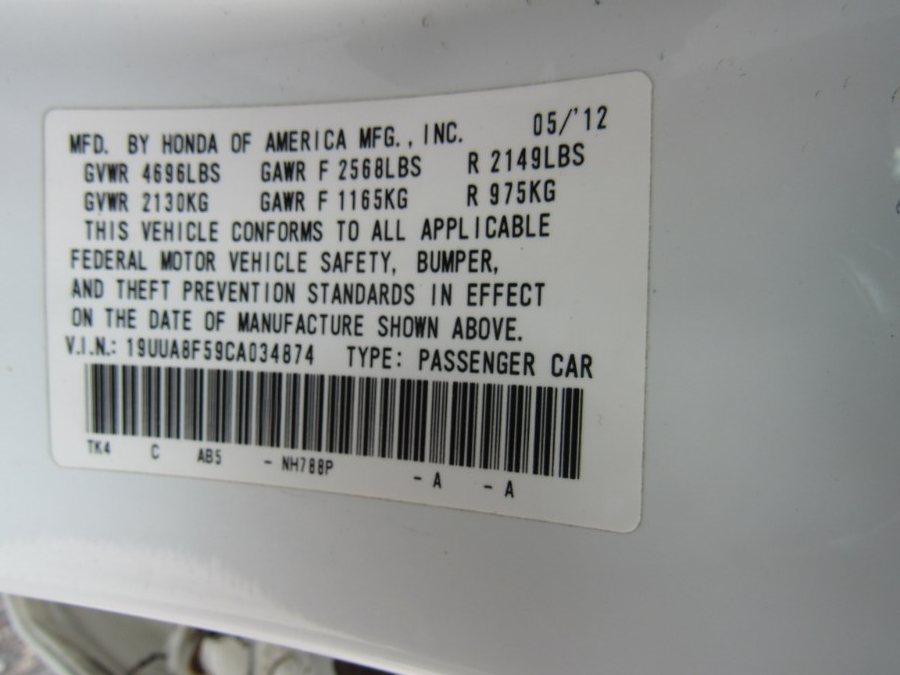 MFD. BY HONDA OF AMERICA MFG., INC. 05/'12
GVWR 4696LBS GAWR F 2568LBS R 2149LBS
GVWR 2130KG GAWR F 1165KG R 975KG
THIS VEHICLE CONFORMS TO ALL APPLICABLE
FEDERAL MOTOR VEHICLE SAFETY, BUMPER,
AND THEFT PREVENTION STANDARDS IN EFFECT
ON THE DATE OF MANUFACTURE SHOWN ABOVE.
V.I.N.: 19UUA8F59CA034874 TYPE: PASSENGER CAR
TK4 C AB5 - NH788P - A - A